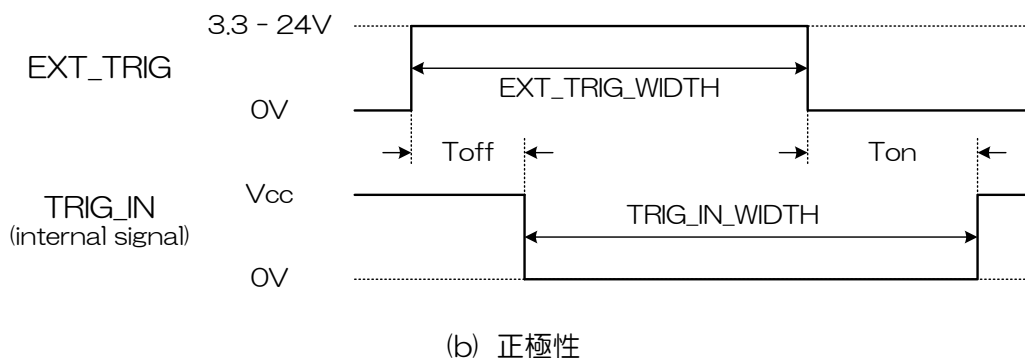 3.3 - 24V
EXT_TRIG
EXT_TRIG_WIDTH
0V
Toff
Ton
Vcc
TRIG_IN
(internal signal)
TRIG_IN_WIDTH
0V
(b) 正極性